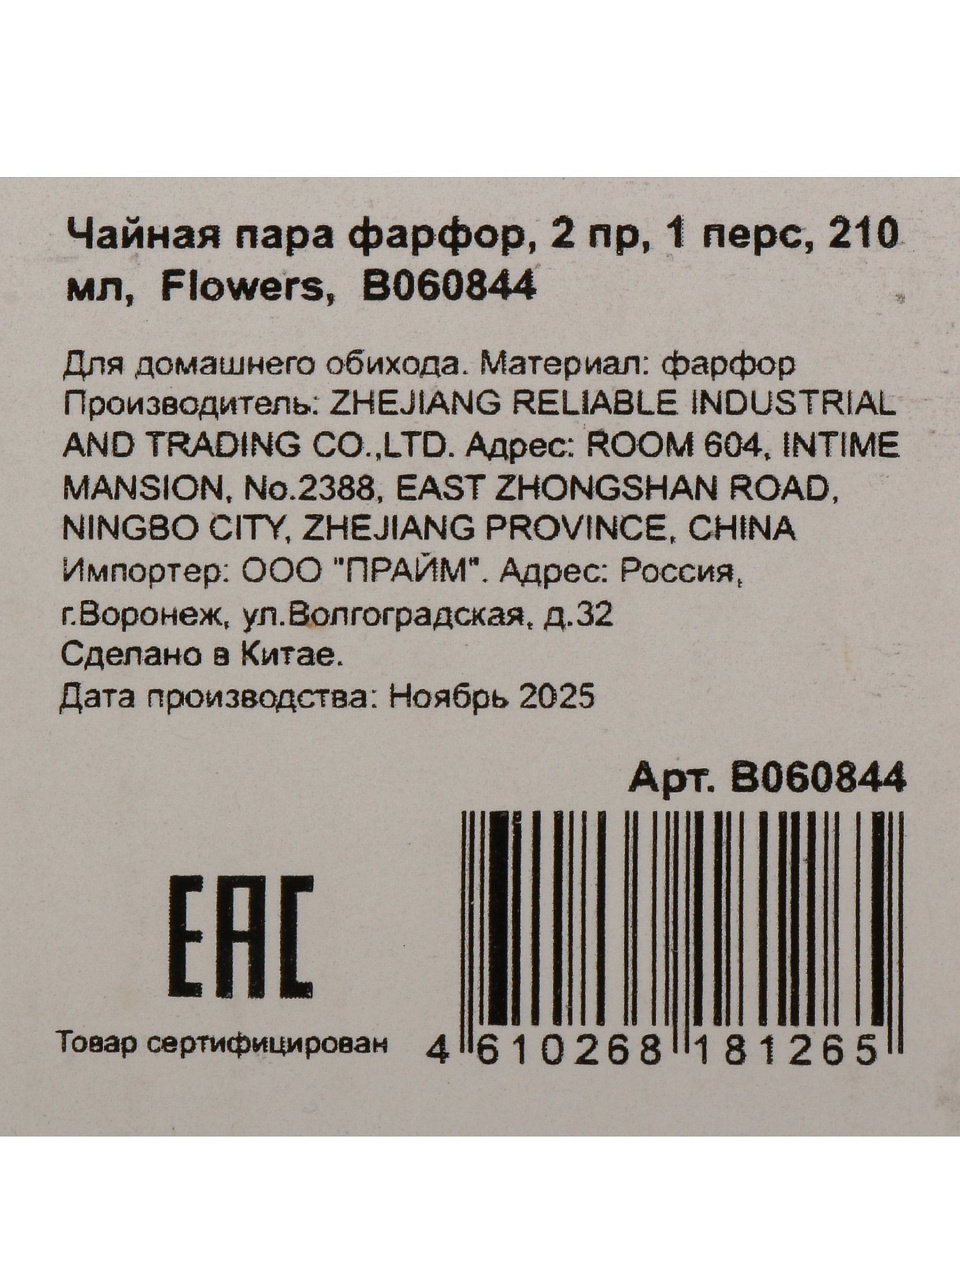 Чайная пара фарфор, 2 пр, 1 перс, 210
мл, Flowers, B060844
Для домашнего обихода. Материал: фарфор
Производитель: ZHEJIANG RELIABLE INDUSTRIAL
AND TRADING CO.,LTD. Адрес: ROOM 604, INTIME
MANSION, No.2388, EAST ZHONGSHAN ROAD,
NINGBO CITY, ZHEJIANG PROVINCE, CHINA
Импортер: ООО "ПРАЙМ". Адрес: Россия,
г.Воронеж, ул.Волгоградская, д.32
Сделано в Китае.
Дата производства: Ноябрь 2025
Арт. B060844
EAC
Товар сертифицирован
4 610268 181265